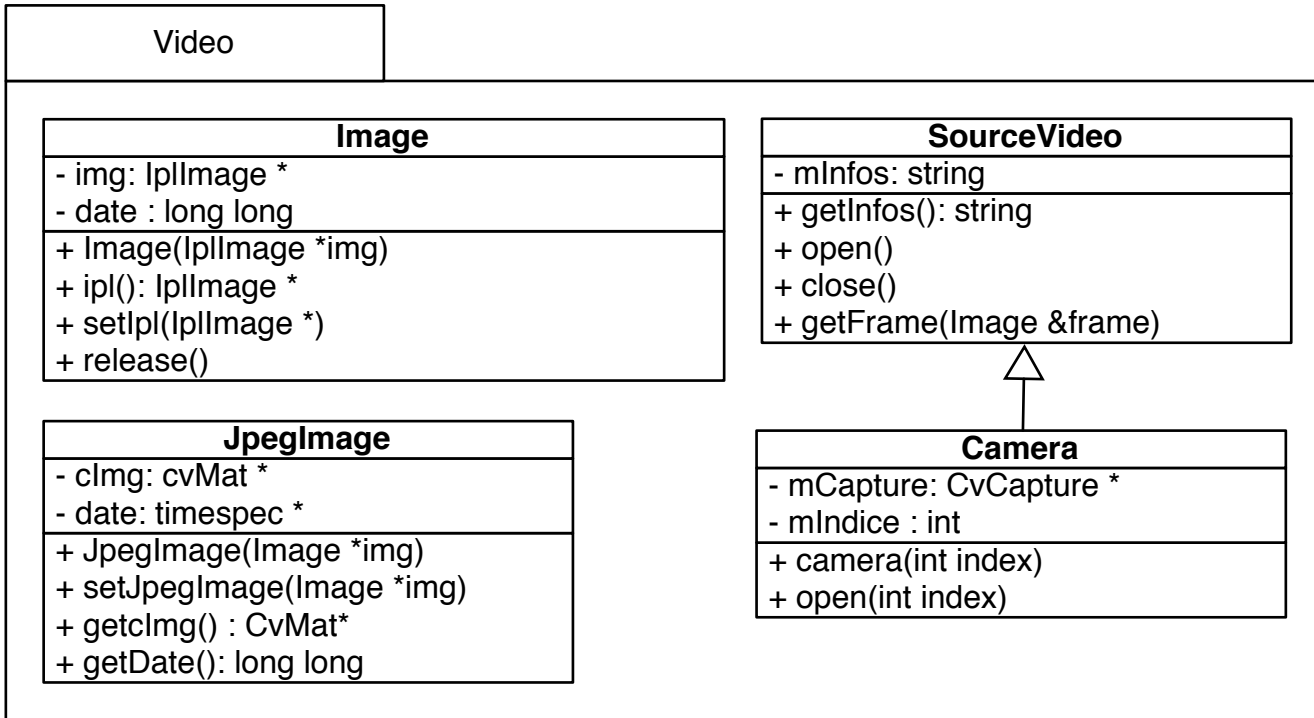 Video
Image
- img: IplImage *
- date : long long
+ Image(IplImage *img)
+ ipl(): IplImage *
+ setIpl(IplImage *)
+ release()
SourceVideo
- mInfos: string
+ getInfos(): string
+ open()
+ close()
+ getFrame(Image &frame)
JpegImage
- cImg: cvMat *
- date: timespec *
+ JpegImage(Image *img)
+ setJpegImage(Image *img)
+ getcImg() : CvMat*
+ getDate(): long long
Camera
- mCapture: CvCapture *
- mIndice : int
+ camera(int index)
+ open(int index)